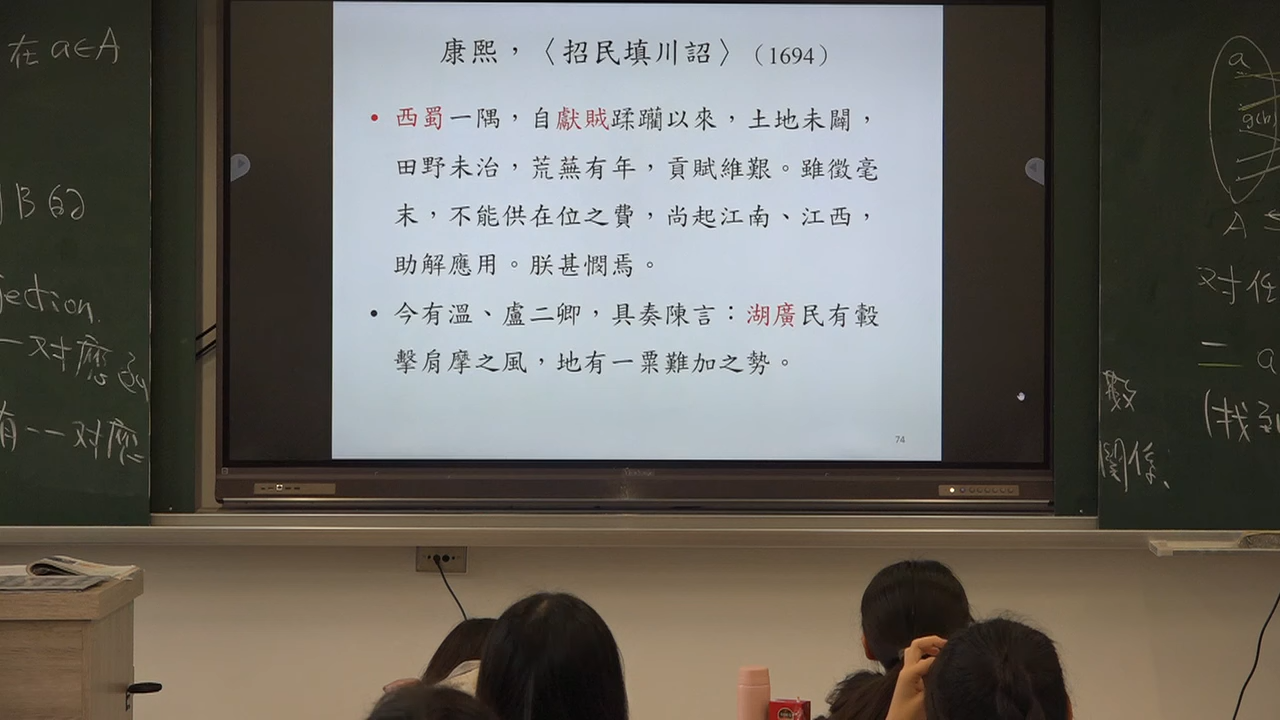 在 a∈A
B 的
jection.
一对應
有一一对應
康熙，〈招民填川詔〉（1694）
• 西蜀一隅，自獻賊蹂躪以來，土地未闢，
田野未治，荒蕪有年，貢賦維艱。雖徵毫
末，不能供在位之費，尚起江南、江西，
助解應用。朕甚憫焉。
• 今有溫、盧二卿，具奏陳言：湖廣民有轂
擊肩摩之風，地有一粟難加之勢。
74
a
g(b)
A
对任
二 a
(找到
數
關係